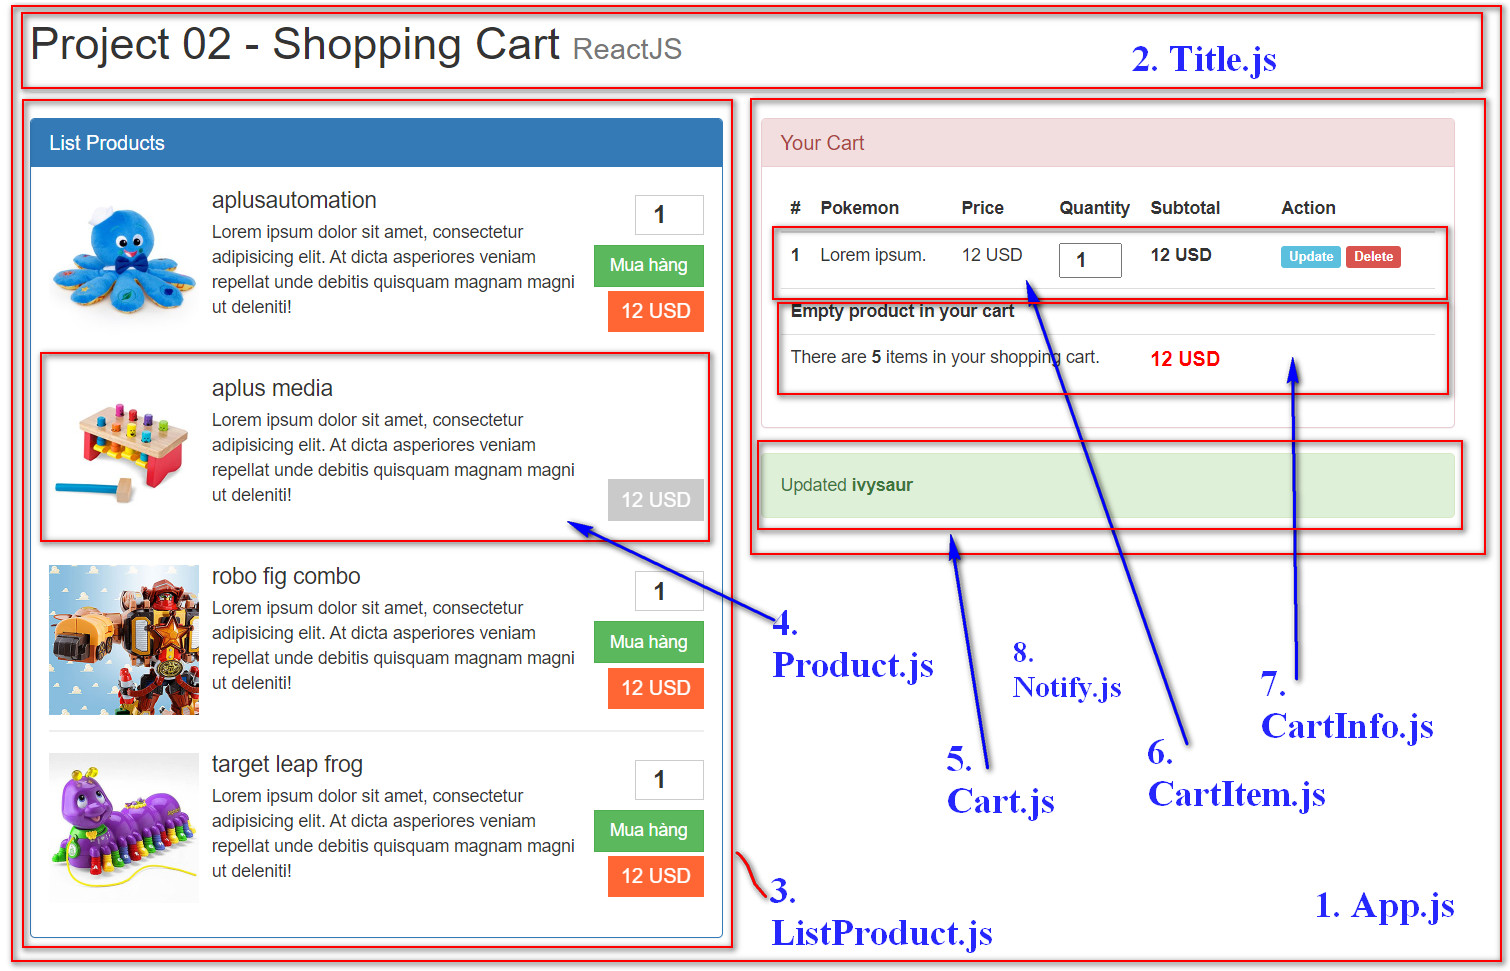 Project 02 - Shopping Cart ReactJS
2. Title.js
List Products
aplusautomation
Lorem ipsum dolor sit amet, consectetur
adipisicing elit. At dicta asperiores veniam
repellat unde debitis quisquam magnam magni
ut deleniti!
1
Mua hàng
12 USD
aplus media
Lorem ipsum dolor sit amet, consectetur
adipisicing elit. At dicta asperiores veniam
repellat unde debitis quisquam magnam magni
ut deleniti!
12 USD
robo fig combo
Lorem ipsum dolor sit amet, consectetur
adipisicing elit. At dicta asperiores veniam
repellat unde debitis quisquam magnam magni
ut deleniti!
1
Mua hàng
12 USD
target leap frog
Lorem ipsum dolor sit amet, consectetur
adipisicing elit. At dicta asperiores veniam
repellat unde debitis quisquam magnam magni
ut deleniti!
1
Mua hàng
12 USD
Your Cart
# Pokemon Price Quantity Subtotal Action
1 Lorem ipsum. 12 USD 1 12 USD Update Delete
Empty product in your cart
There are 5 items in your shopping cart. 12 USD
Updated ivysaur
4.
Product.js
8.
Notify.js
7.
CartInfo.js
5.
Cart.js
6.
CartItem.js
3.
ListProduct.js
1. App.js